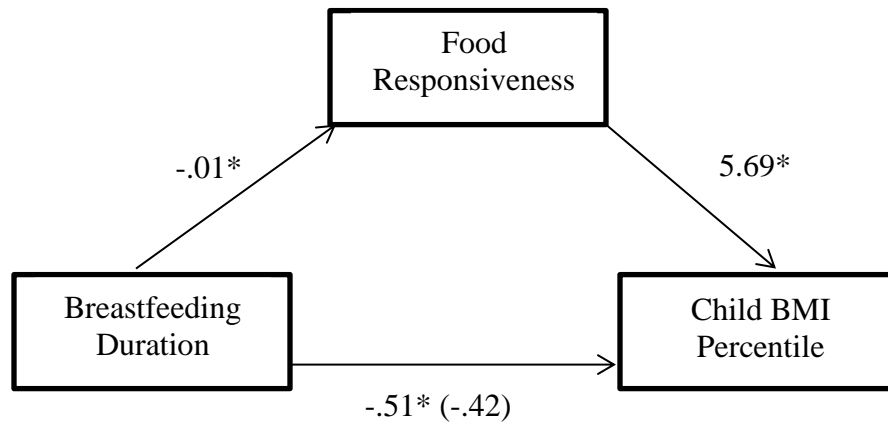 Food
Responsiveness
-.01*
5.69*
Breastfeeding
Duration
Child BMI
Percentile
-.51* (-.42)